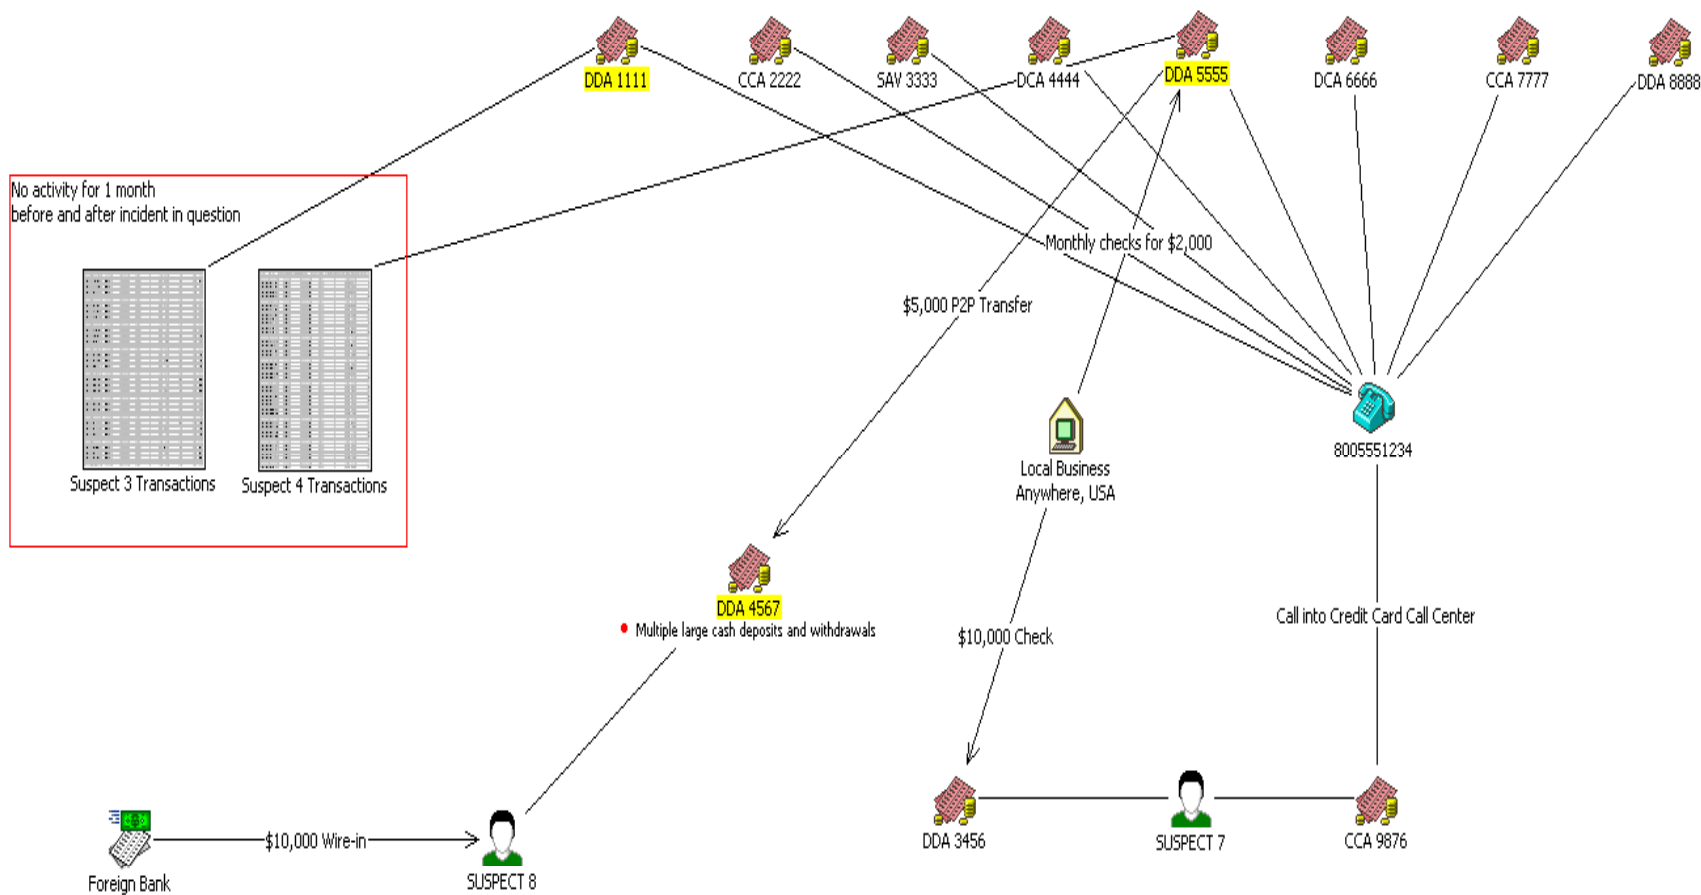 DDA 1111
CCA 2222
SAV 3333
DCA 4444
DDA 5555
DCA 6666
CCA 7777
DDA 8888
No activity for 1 month
before and after incident in question
Monthly checks for $2,000
$5,000 P2P Transfer
8005551234
Local Business
Anywhere, USA
Suspect 3 Transactions
Suspect 4 Transactions
DDA 4567
Multiple large cash deposits and withdrawals
Call into Credit Card Call Center
$10,000 Check
$10,000 Wire-in
DDA 3456
SUSPECT 7
CCA 9876
Foreign Bank
SUSPECT 8